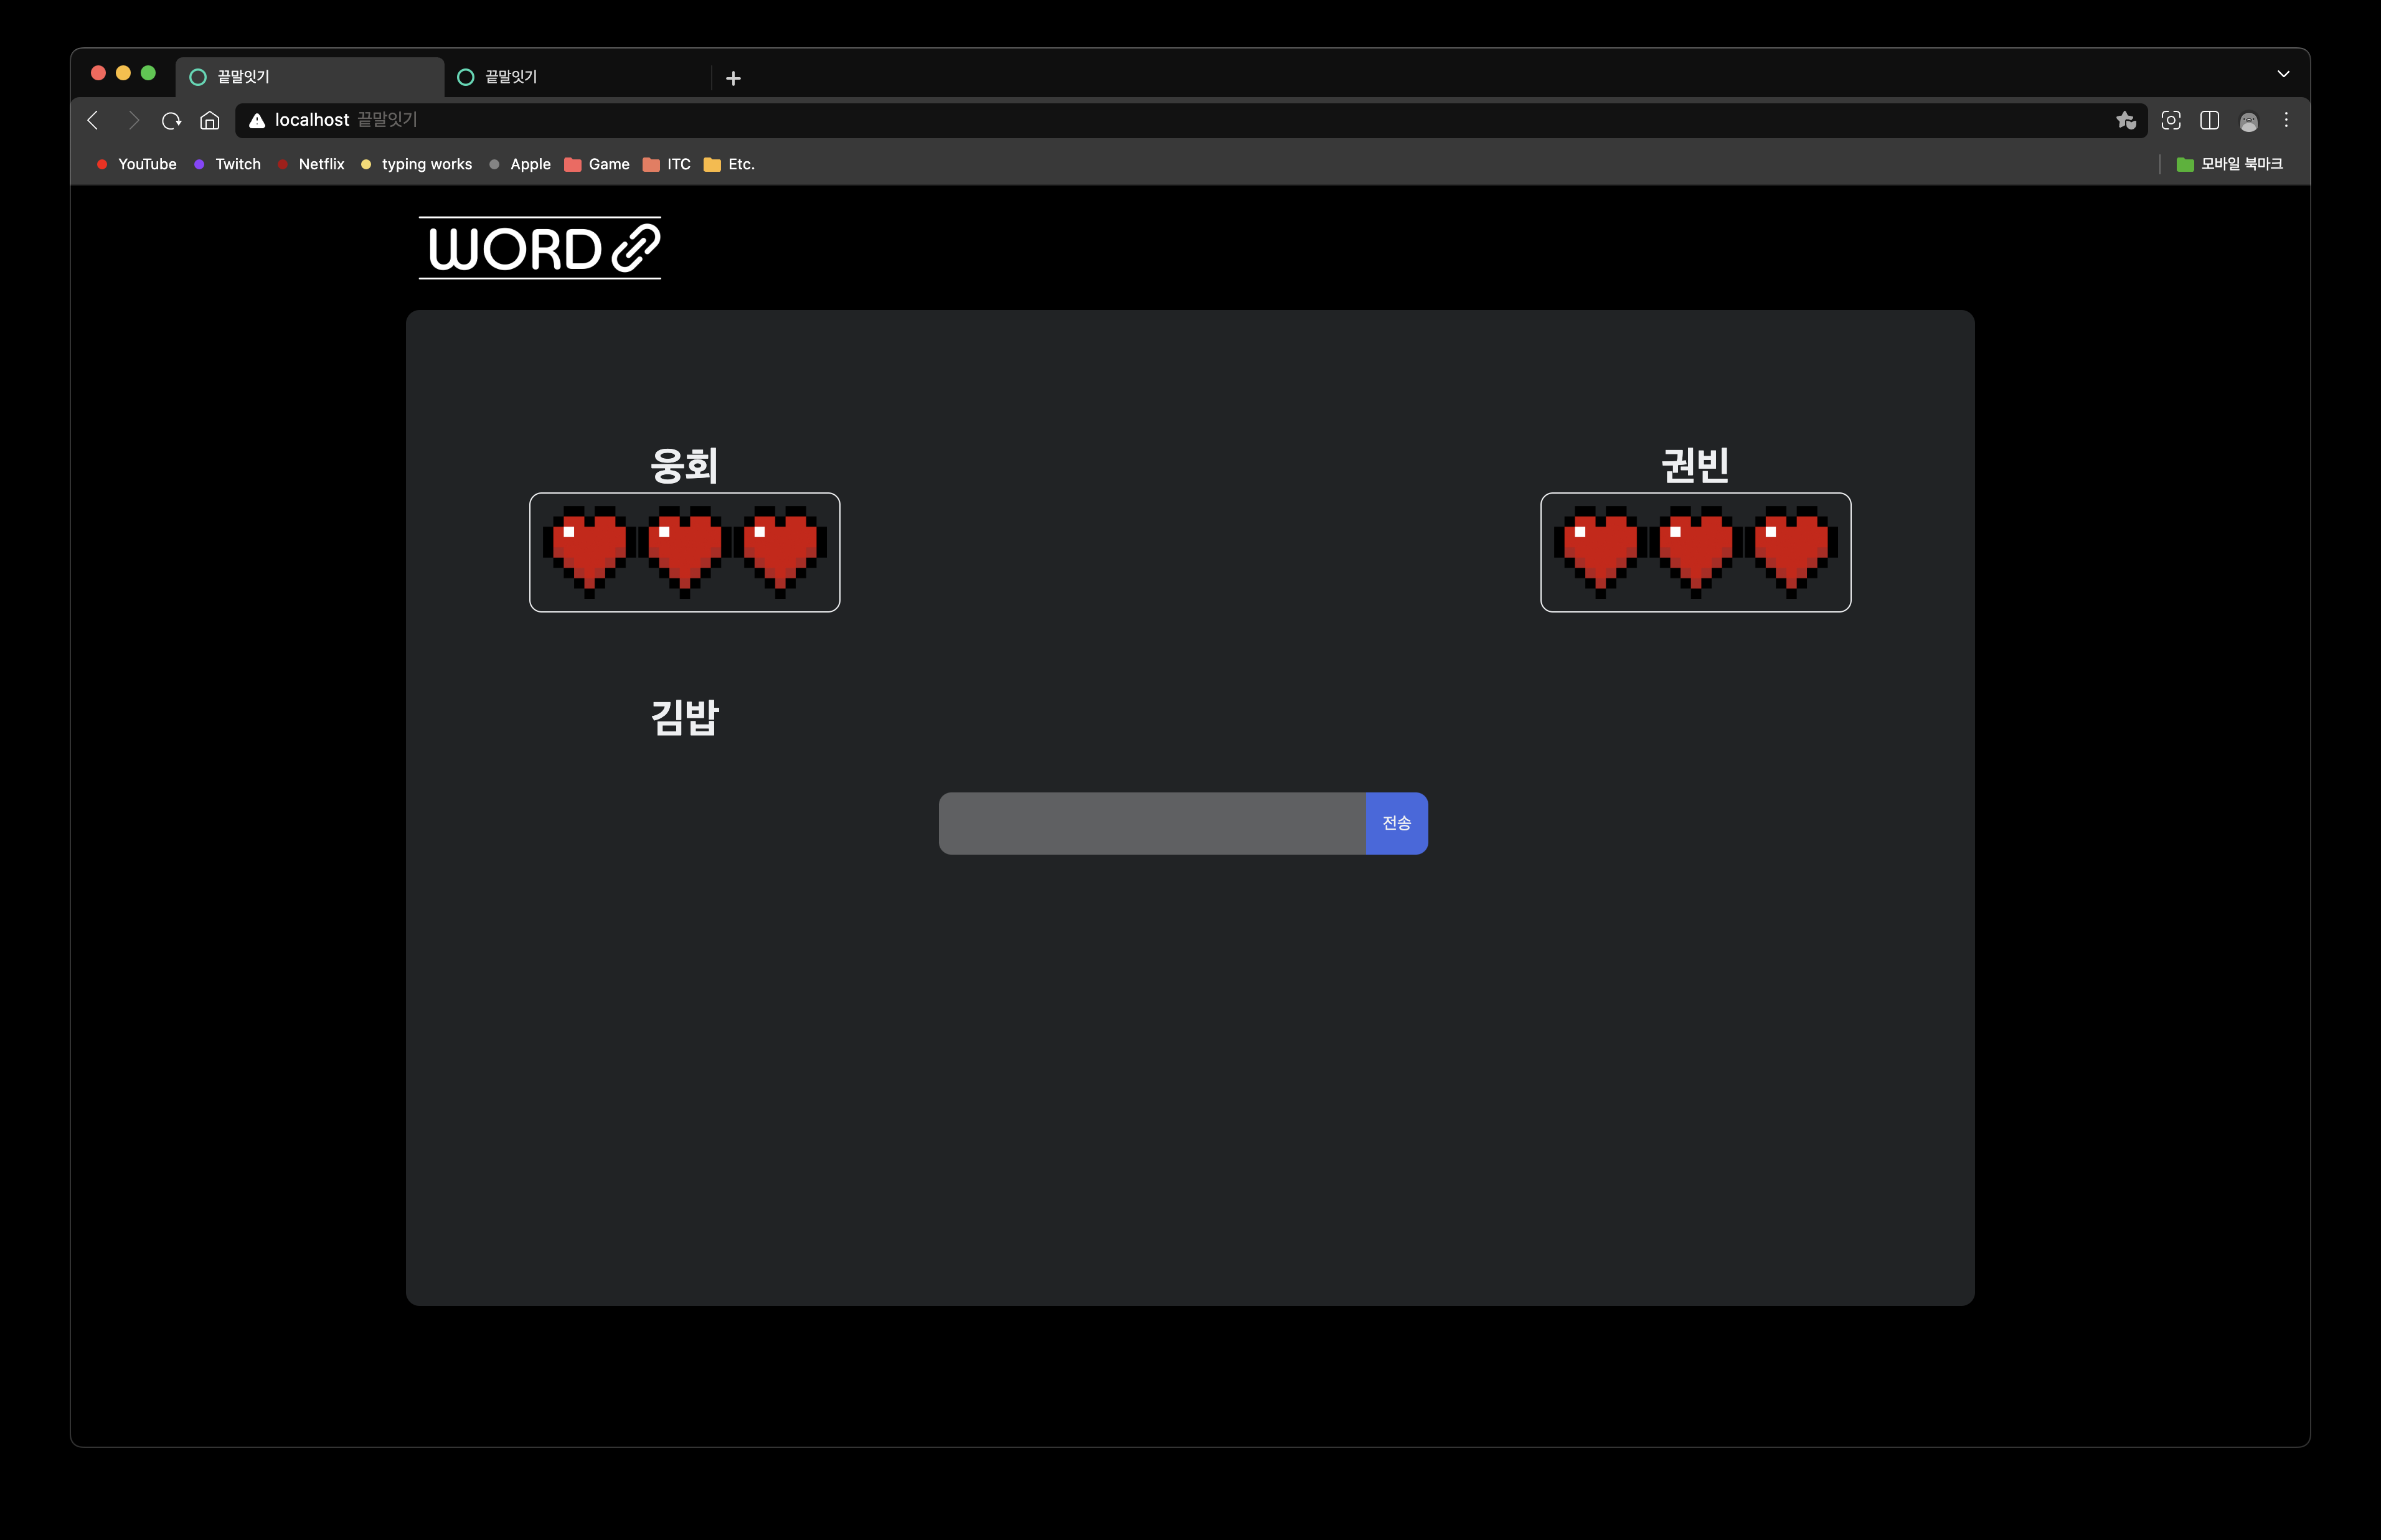 끝말잇기 끝말잇기
localhost 끝말잇기
YouTube Twitch Netflix typing works Apple Game ITC Etc. 모바일 북마크
WORD
웅회 권빈
김밥
전송